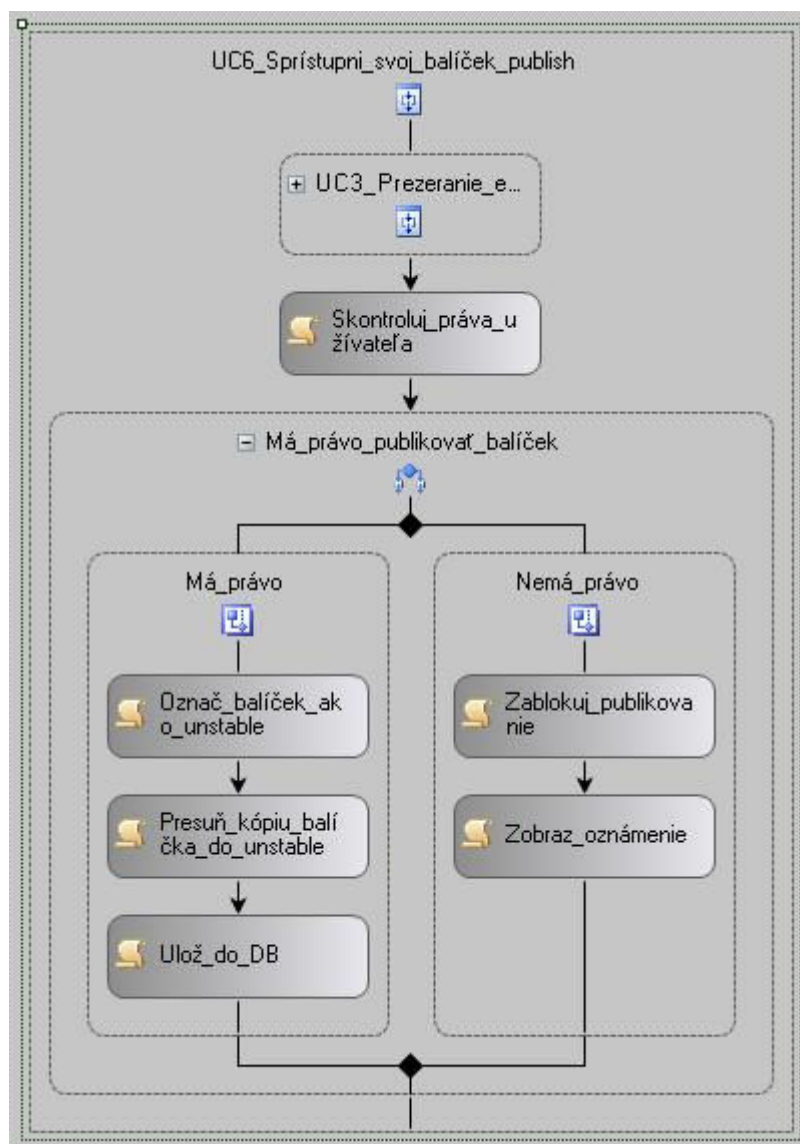 UC6_Sprístupni_svoj_balíček_publish
UC3_Prezeranie_e...
Skontroluj_práva_u
žívateľa
Má_právo_publikovať_balíček
Má_právo
Nemá_právo
Označ_balíček_ak
o_unstable
Zablokuj_publikova
nie
Presuň_kópiu_balí
čka_do_unstable
Zobraz_oznámenie
Ulož_do_DB